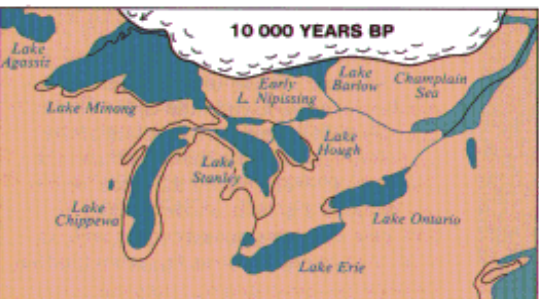 10 000 YEARS BP
Lake
Agassiz
Lake Minong
Early
L. Nipissing
Lake
Barlow
Champlain
Sea
Lake
Hough
Lake
Stanley
Lake
Chippewa
Lake Ontario
Lake Erie